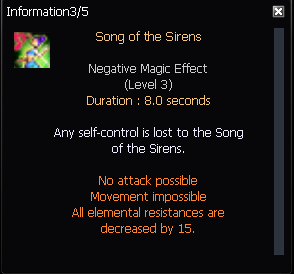 Information3/5
Song of the Sirens
Negative Magic Effect
(Level 3)
Duration : 8.0 seconds
Any self-control is lost to the Song
of the Sirens.
No attack possible
Movement impossible
All elemental resistances are
decreased by 15.